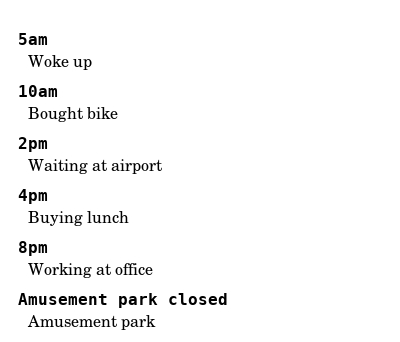 5am
Woke up
10am
Bought bike
2pm
Waiting at airport
4pm
Buying lunch
8pm
Working at office
Amusement park closed
Amusement park